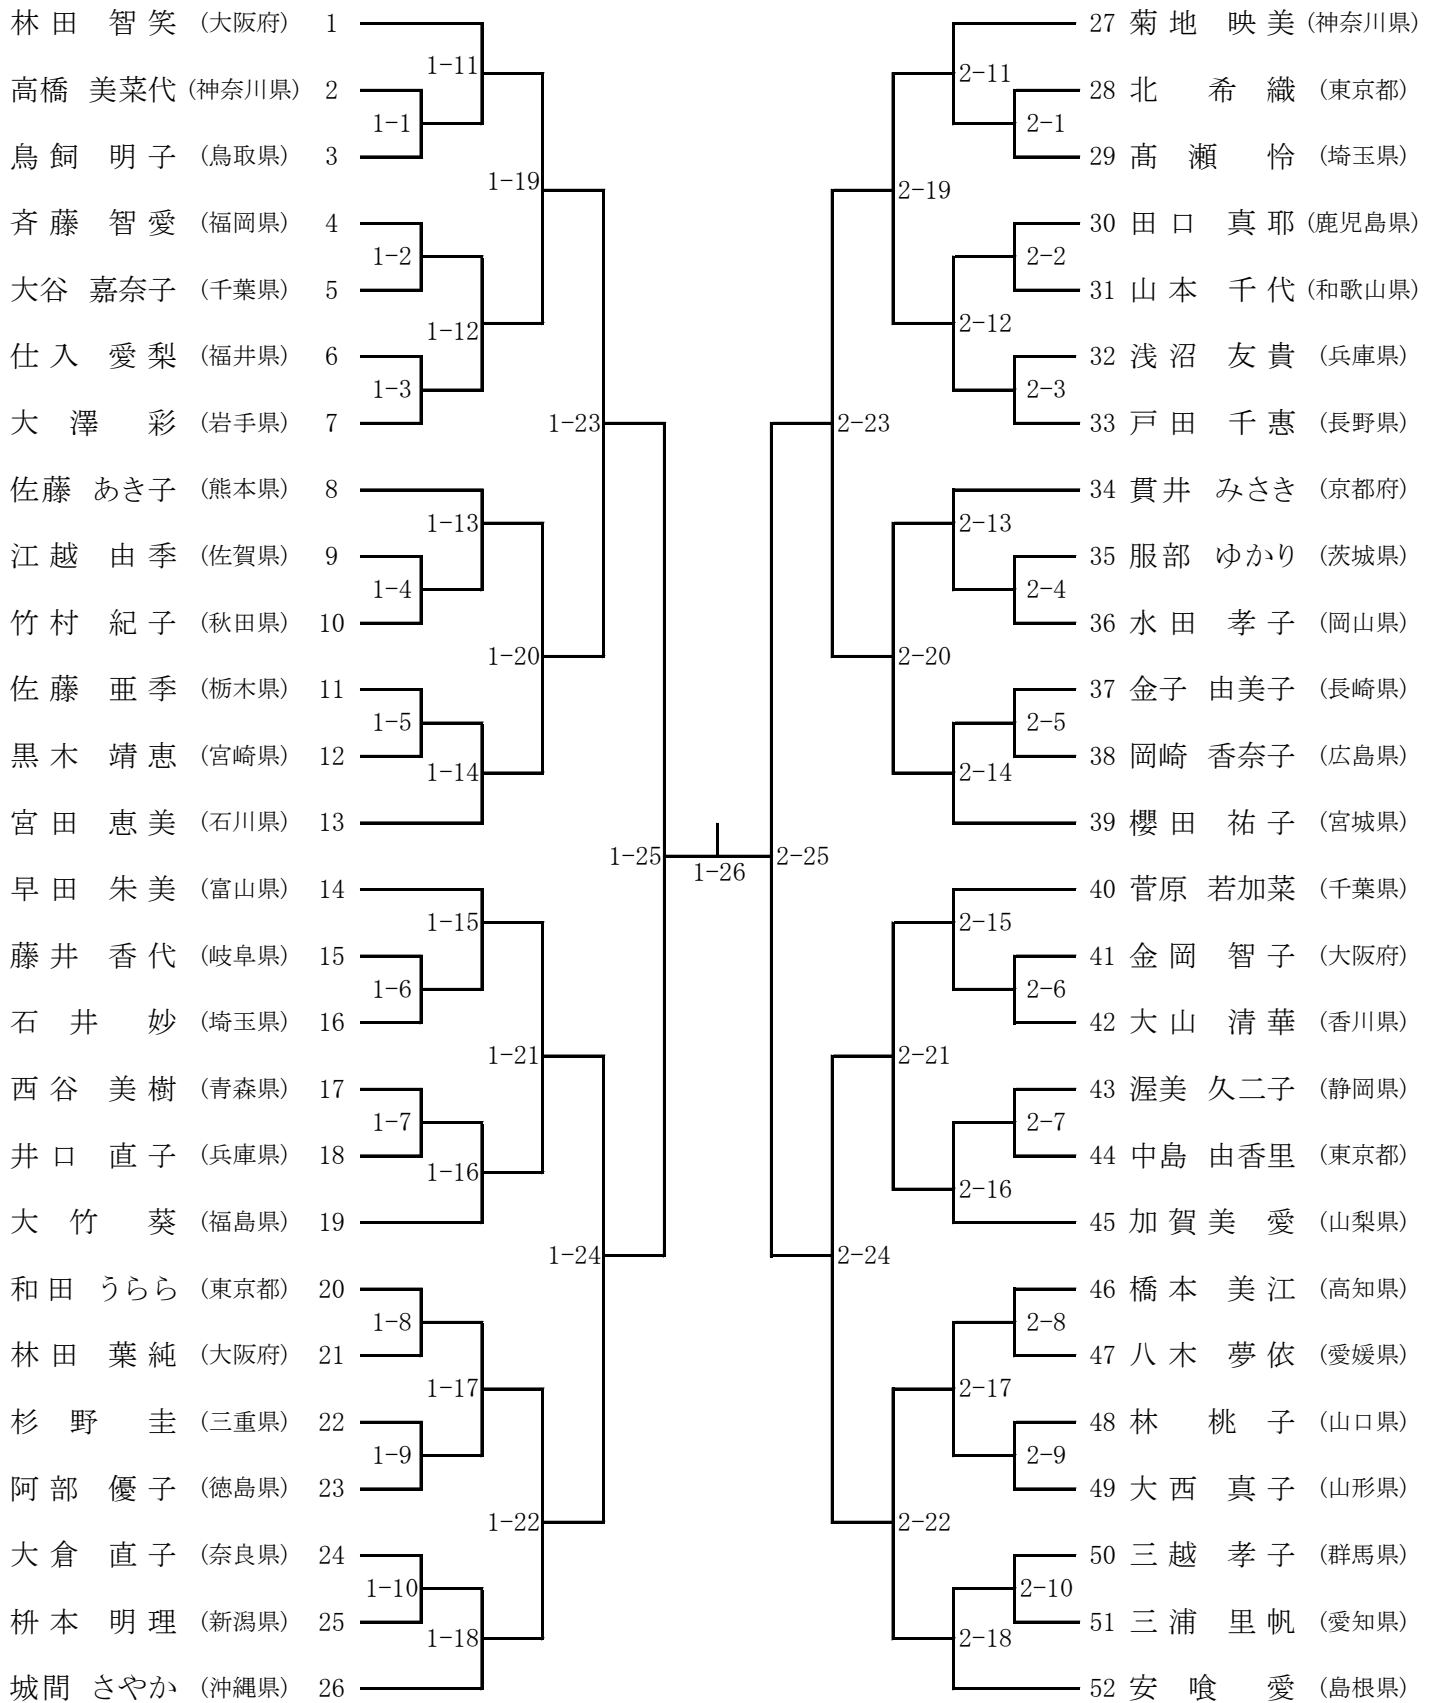 林田 智笑 (大阪府) 1
高橋 美菜代 (神奈川県) 2
鳥飼 明子 (鳥取県) 3
斉藤 智愛 (福岡県) 4
大谷 嘉奈子 (千葉県) 5
仕入 愛梨 (福井県) 6
大澤 彩 (岩手県) 7
佐藤 あき子 (熊本県) 8
江越 由季 (佐賀県) 9
竹村 紀子 (秋田県) 10
佐藤 亜季 (栃木県) 11
黒木 靖恵 (宮崎県) 12
宮田 恵美 (石川県) 13
早田 朱美 (富山県) 14
藤井 香代 (岐阜県) 15
石井 妙 (埼玉県) 16
西谷 美樹 (青森県) 17
井口 直子 (兵庫県) 18
大竹 葵 (福島県) 19
和田 うらら (東京都) 20
林田 葉純 (大阪府) 21
杉野 圭 (三重県) 22
阿部 優子 (徳島県) 23
大倉 直子 (奈良県) 24
枡本 明理 (新潟県) 25
城間 さやか (沖縄県) 26
1-1
1-2
1-3
1-4
1-5
1-6
1-7
1-8
1-9
1-10
1-11
1-12
1-13
1-14
1-15
1-16
1-17
1-18
1-19
1-20
1-21
1-22
1-23
1-24
1-25
1-26
2-25
2-23
2-24
2-19
2-20
2-21
2-22
2-11
2-12
2-13
2-14
2-15
2-16
2-17
2-18
2-1
2-2
2-3
2-4
2-5
2-6
2-7
2-8
2-9
2-10
27 菊地 映美 (神奈川県)
28 北 希織 (東京都)
29 髙瀬 怜 (埼玉県)
30 田口 真耶 (鹿児島県)
31 山本 千代 (和歌山県)
32 浅沼 友貴 (兵庫県)
33 戸田 千惠 (長野県)
34 貫井 みさき (京都府)
35 服部 ゆかり (茨城県)
36 水田 孝子 (岡山県)
37 金子 由美子 (長崎県)
38 岡崎 香奈子 (広島県)
39 櫻田 祐子 (宮城県)
40 菅原 若加菜 (千葉県)
41 金岡 智子 (大阪府)
42 大山 清華 (香川県)
43 渥美 久二子 (静岡県)
44 中島 由香里 (東京都)
45 加賀美 愛 (山梨県)
46 橋本 美江 (高知県)
47 八木 夢依 (愛媛県)
48 林 桃子 (山口県)
49 大西 真子 (山形県)
50 三越 孝子 (群馬県)
51 三浦 里帆 (愛知県)
52 安喰 愛 (島根県)